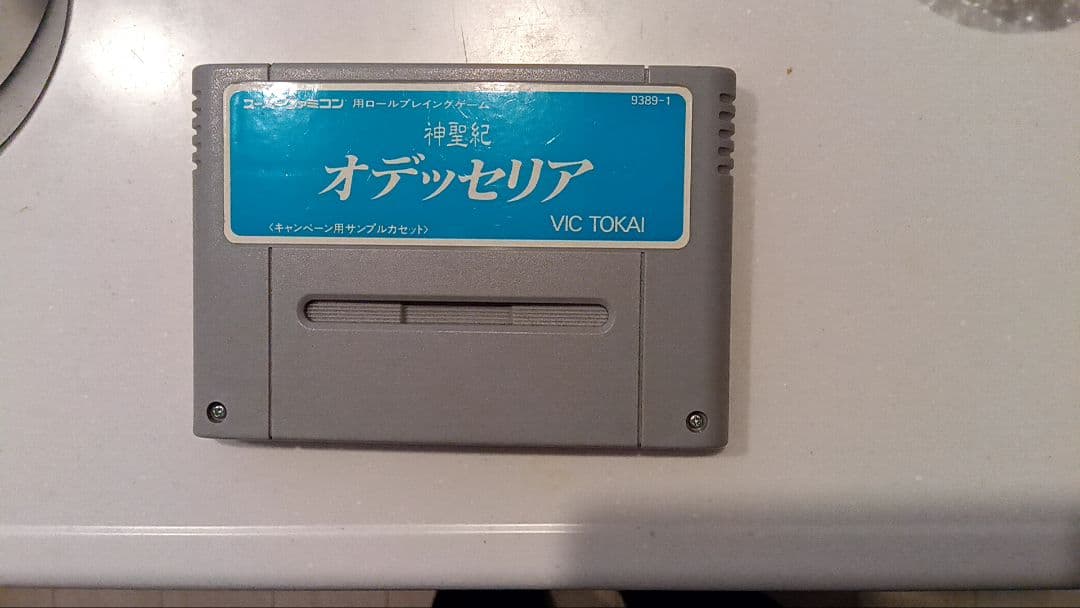 スーパーファミコン 用ロールプレイングゲーム
9389-1
神聖紀
オデッセリア
〈キャンペーン用サンプルカセット〉
VIC TOKAI